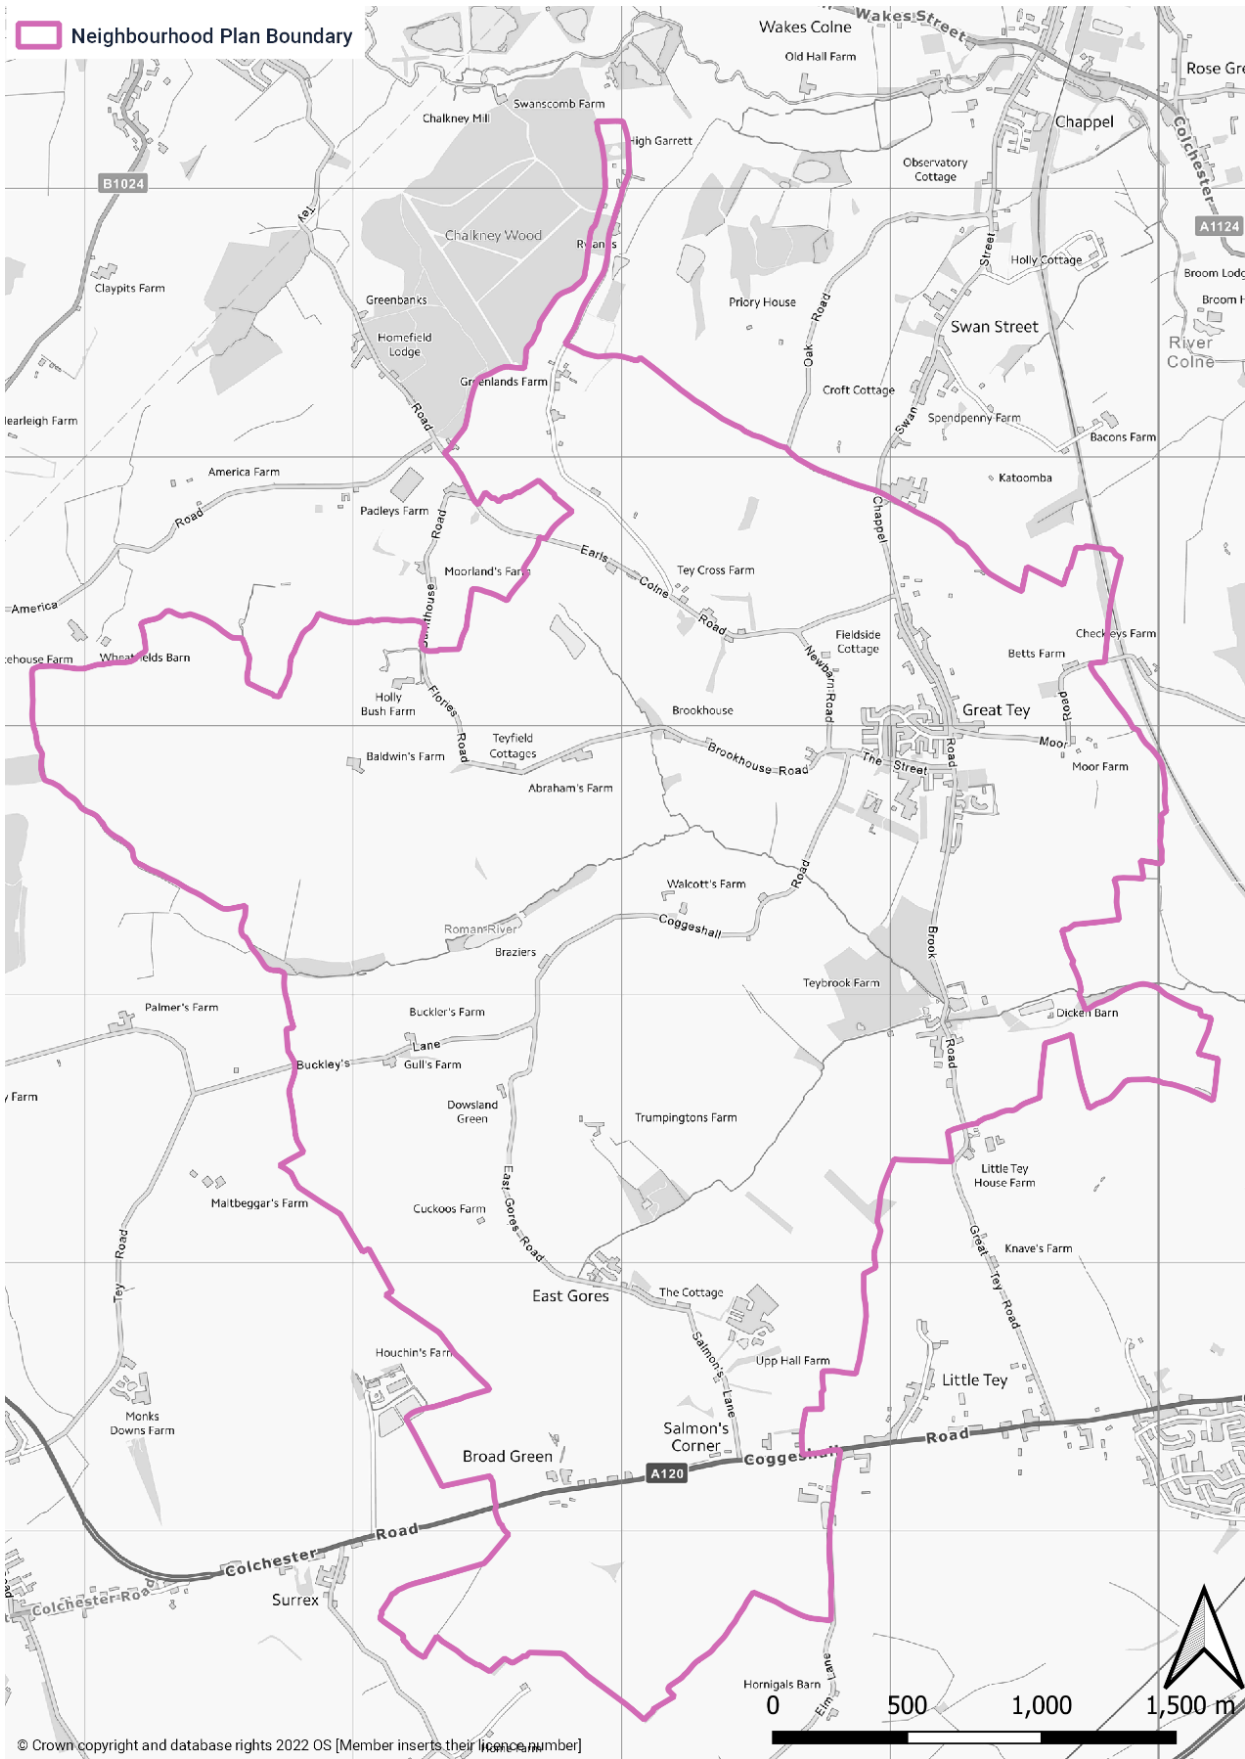 Neighbourhood Plan Boundary
Wakes Colne
Wakes Street
Old Hall Farm
Rose Gre
Swanscomb Farm
Chalkney Mill
Chappel
High Garrett
Colchester
Observatory
Cottage
B1024
Tey
A1124
Chalkney Wood
Street
Holly Cottage
Claypits Farm
Broom Lodg
Greenbanks
Priory House
Road
Broom H
Swan Street
Homefield
Lodge
River
Colne
Oak
Greenlands Farm
Croft Cottage
Road
Swan
Spendpenny Farm
learleigh Farm
Bacons Farm
America Farm
Katoomba
Padleys Farm
Road
Road
Chappel
Earls
Colne
Road
Moorland's Farm
Tey Cross Farm
America
Checkleys Farm
Fieldside
Cottage
Betts Farm
cehouse Farm
Wheatfields Barn
Newbarn Road
Holly
Bush Farm
Flories
Road
Brookhouse
Great Tey
Road
Moor
Teyfield
Cottages
Brookhouse Road
The Street
Road
Baldwin's Farm
Moor Farm
Abraham's Farm
Walcott's Farm
Road
Coggeshall
Roman River
Braziers
Brook
Teybrook Farm
Palmer's Farm
Buckler's Farm
Dicken Barn
Lane
Buckley's
Gull's Farm
Road
y Farm
Dowsland
Green
Trumpingtons Farm
Little Tey
House Farm
Maltbeggar's Farm
East Gores Road
Cuckoos Farm
Great Tey Road
Knave's Farm
Tey Road
East Gores
The Cottage
Houchin's Farm
Salmon's Lane
Upp Hall Farm
Little Tey
Monks
Downs Farm
Salmon's
Corner
Broad Green
Coggeshall Road
A120
Colchester Road
Colchester Road
Surrex
Hornigals Barn
Elm Lane
0 500 1,000 1,500 m
© Crown copyright and database rights 2022 OS [Member inserts their licence number]
Home Farm